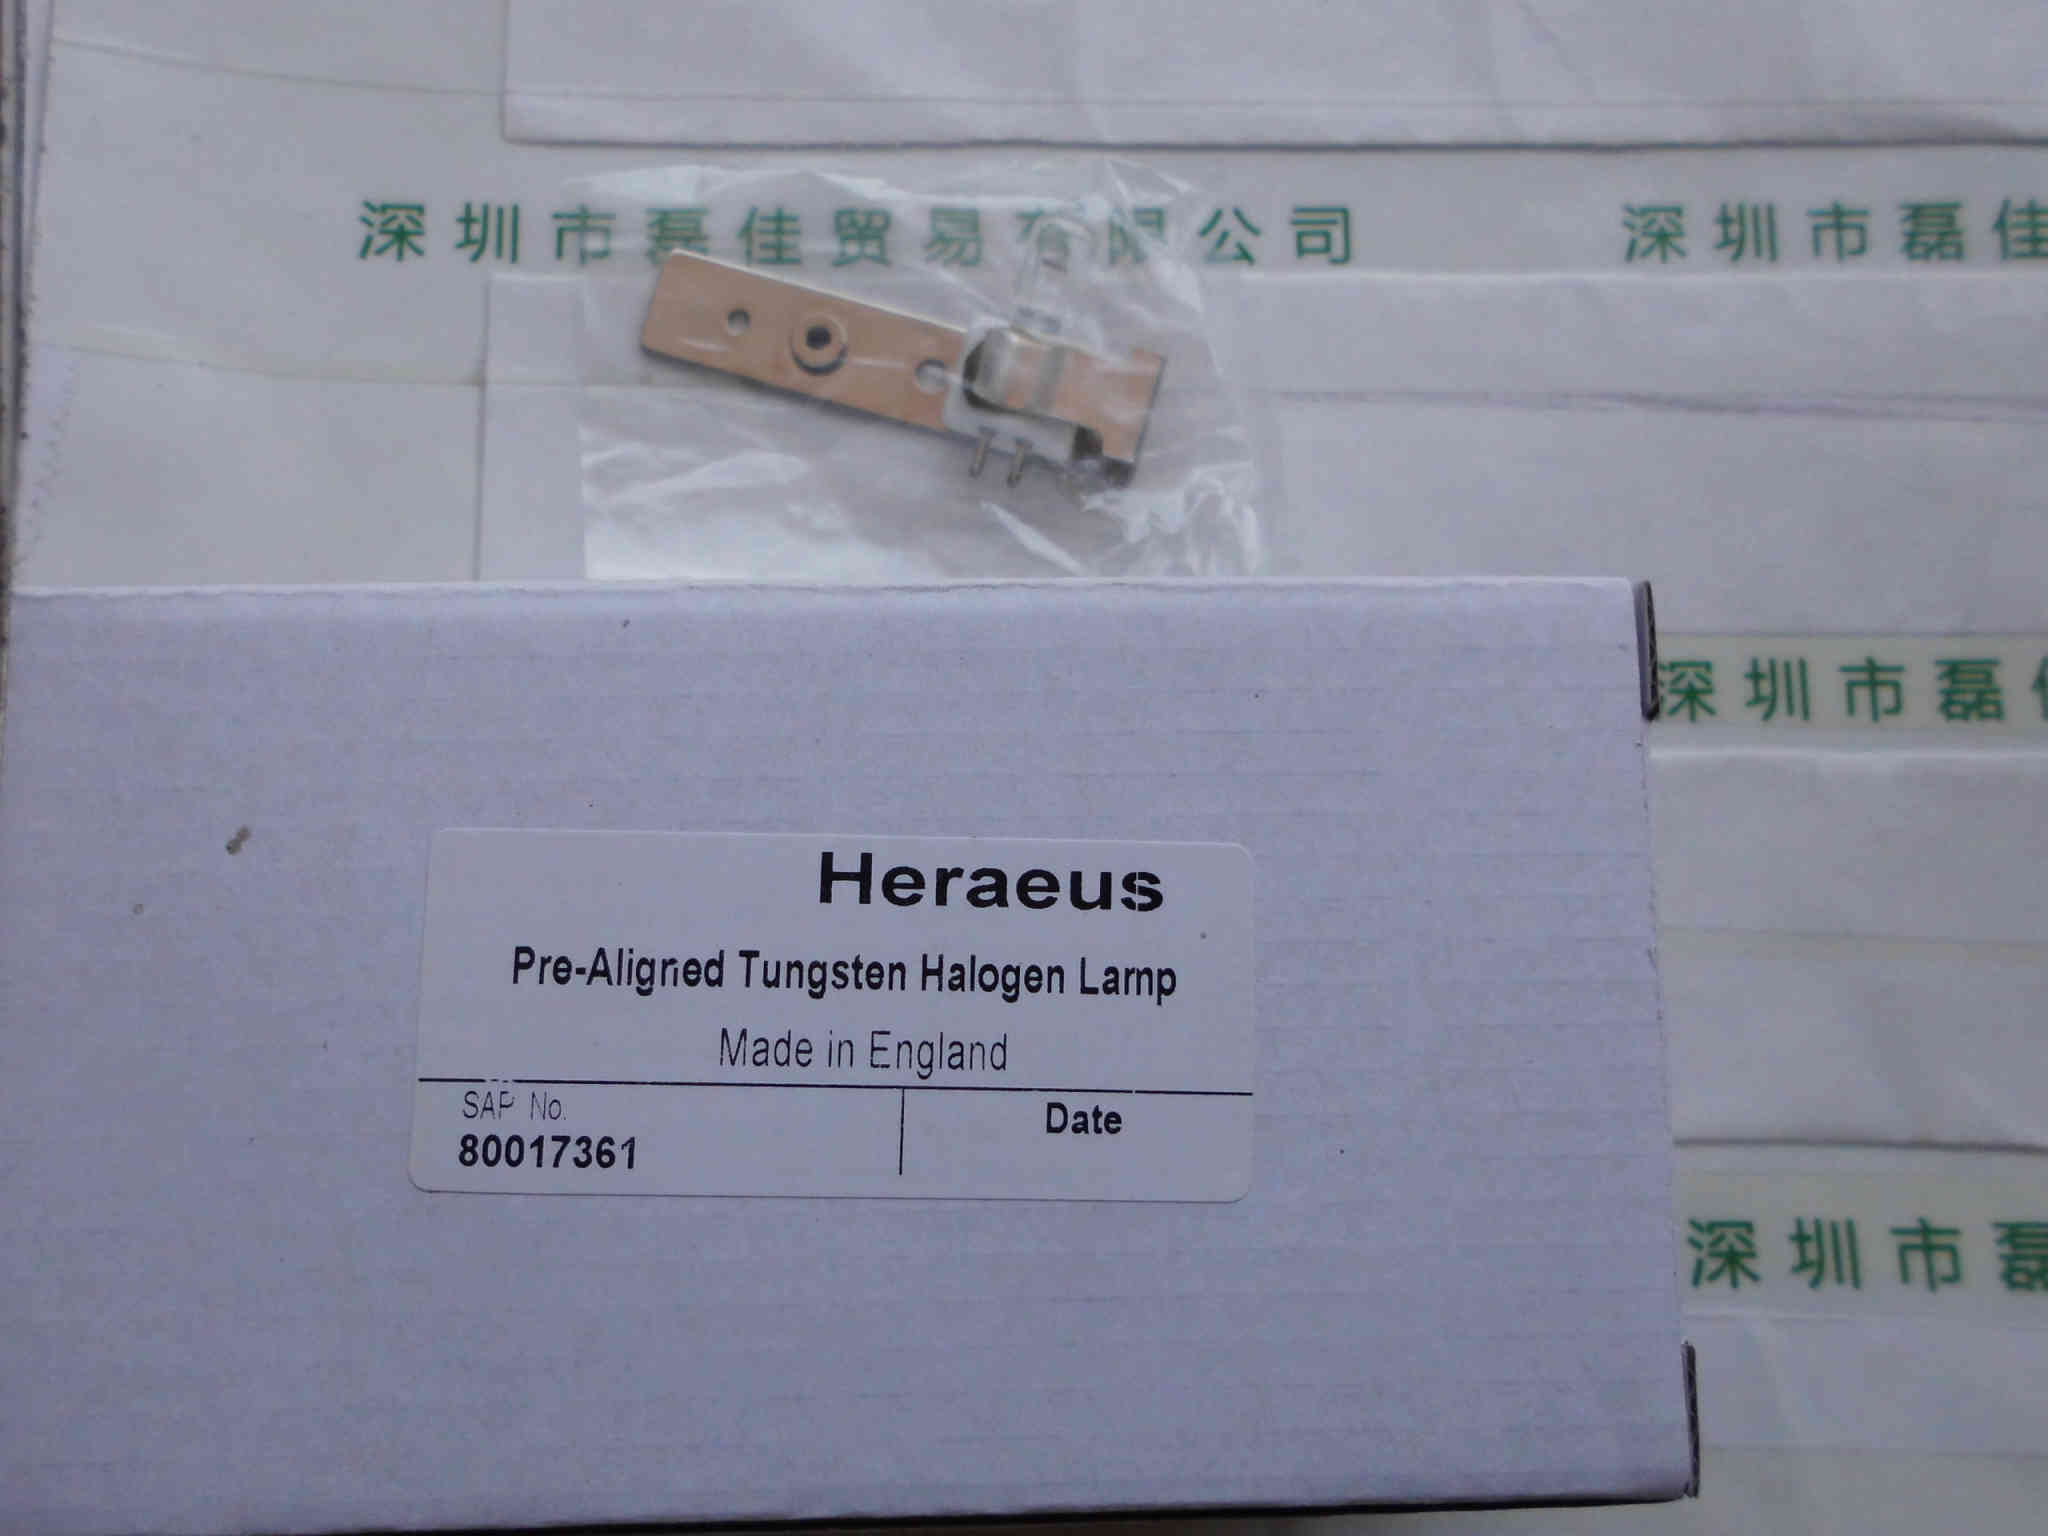 深圳市磊佳贸易有限公司
深圳市磊佳
深圳市磊
Heraeus
Pre-Aligned Tungsten Halogen Lamp
Made in England
SAP No.
Date
80017361
深圳市磊